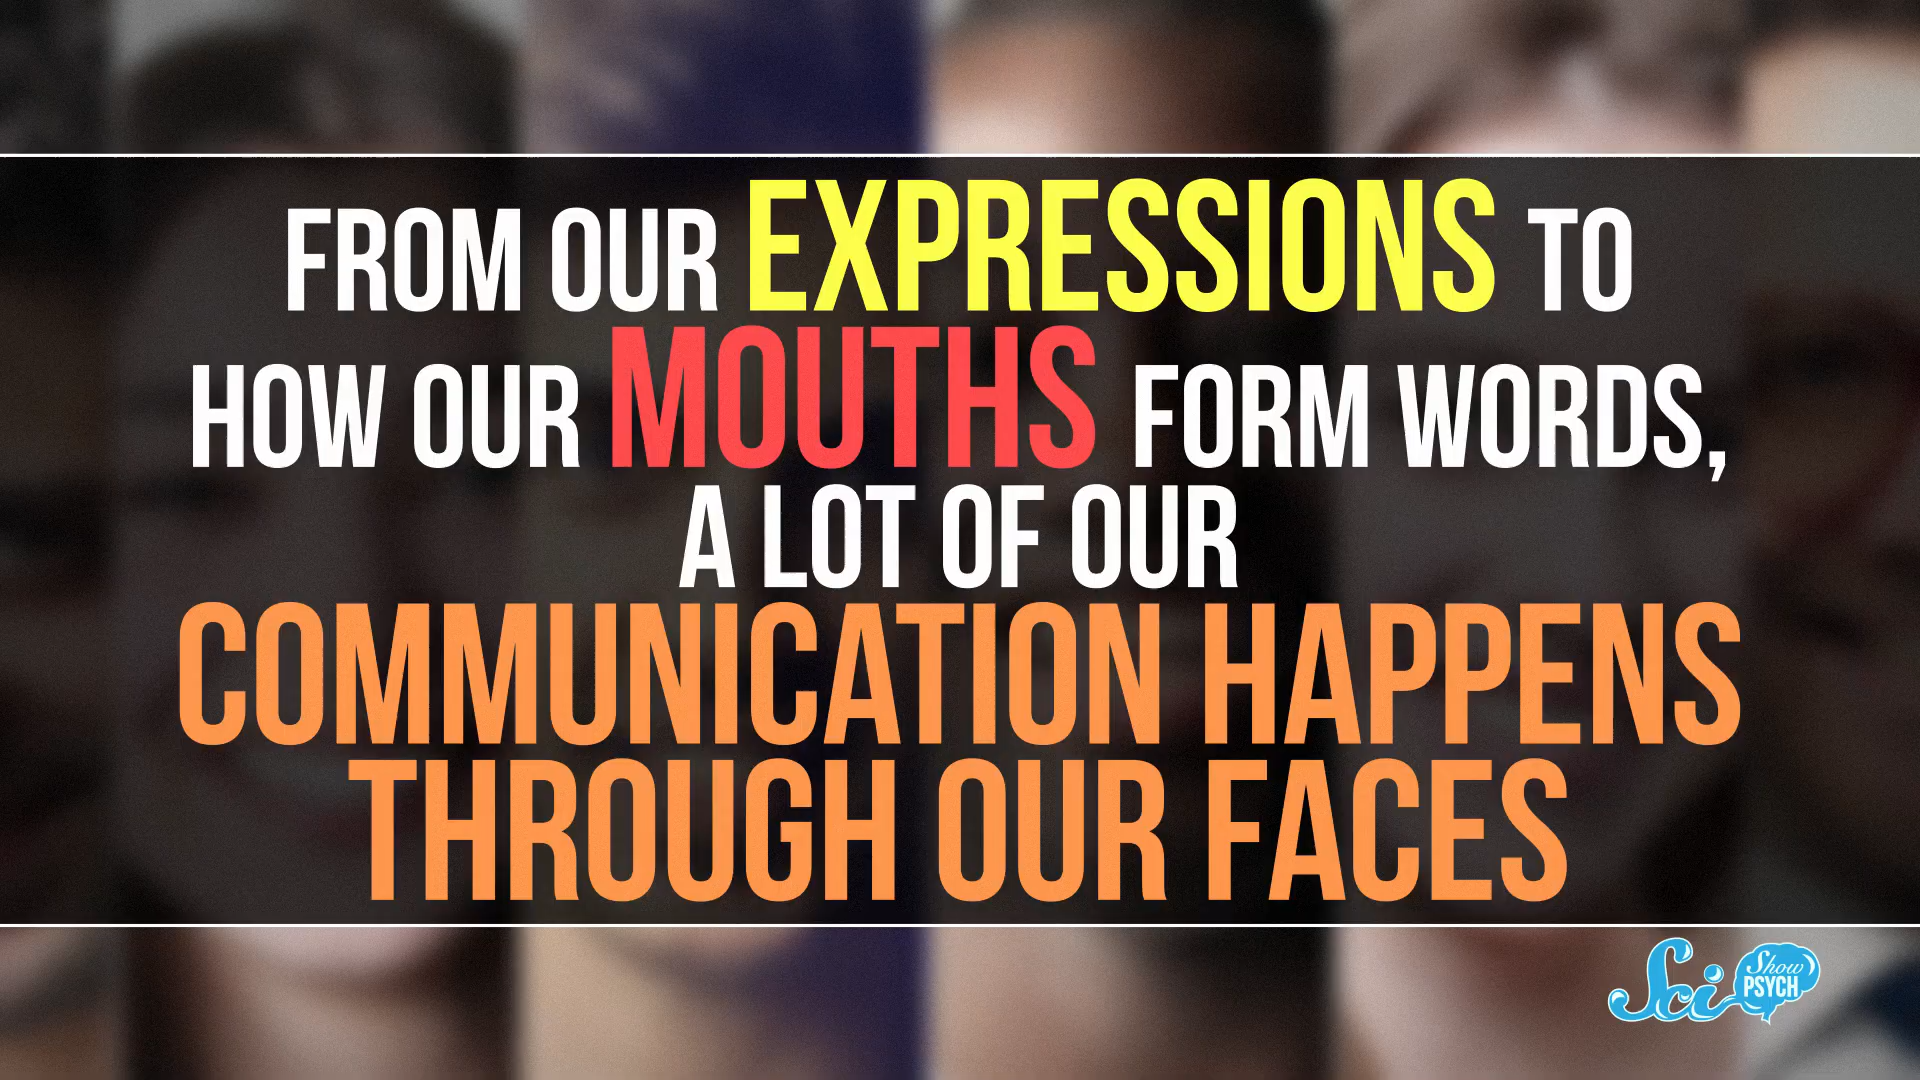 FROM OUR EXPRESSIONS TO
HOW OUR MOUTHS FORM WORDS,
A LOT OF OUR
COMMUNICATION HAPPENS
THROUGH OUR FACES
Sci Show
PSYCH